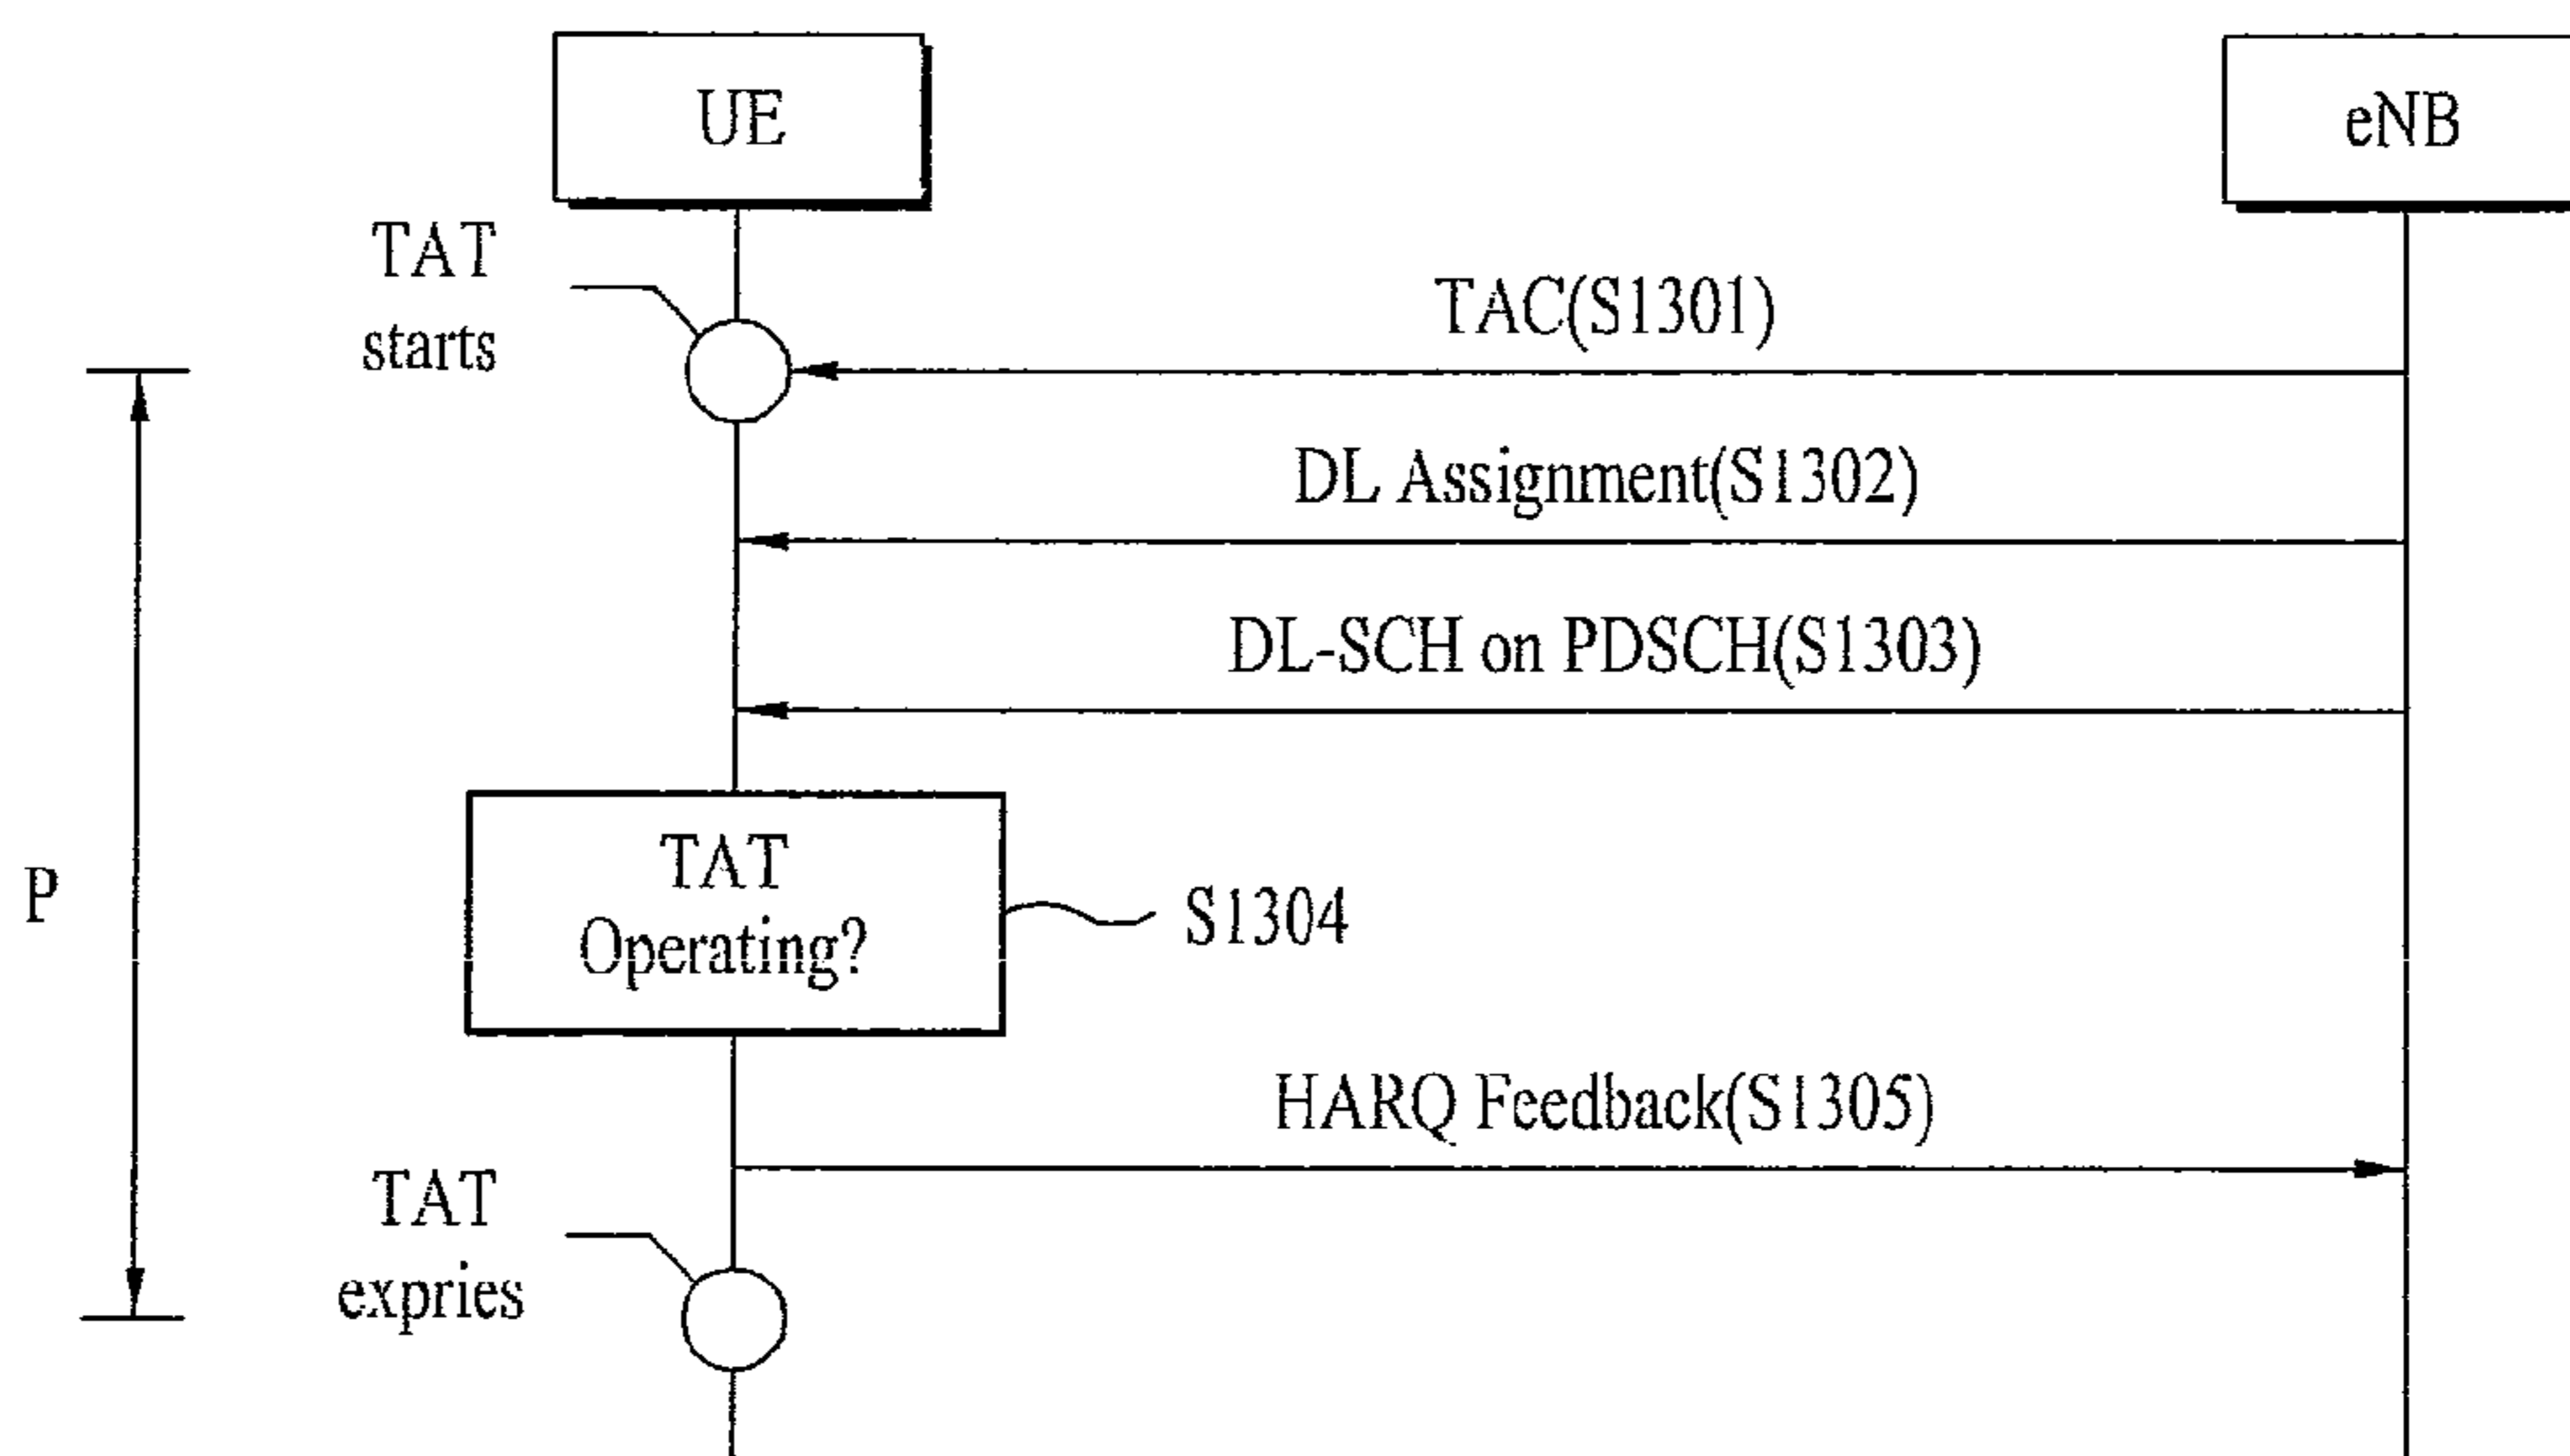 UE
eNB
TAT
starts
TAC(S1301)
DL Assignment(S1302)
DL-SCH on PDSCH(S1303)
P
TAT
Operating?
S1304
HARQ Feedback(S1305)
TAT
expries